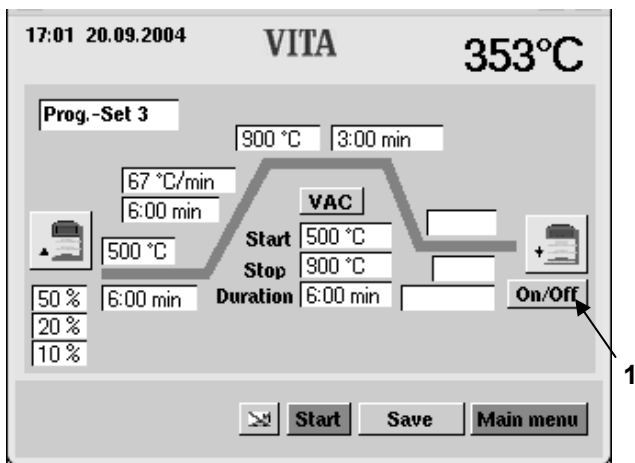 17:01 20.09.2004 VITA 353°C
Prog.-Set 3
900 °C 3:00 min
67 °C/min
6:00 min
VAC
500 °C
Start 500 °C
Stop 900 °C
50 % 6:00 min Duration 6:00 min On/Off
20 %
10 %
1
Start Save Main menu